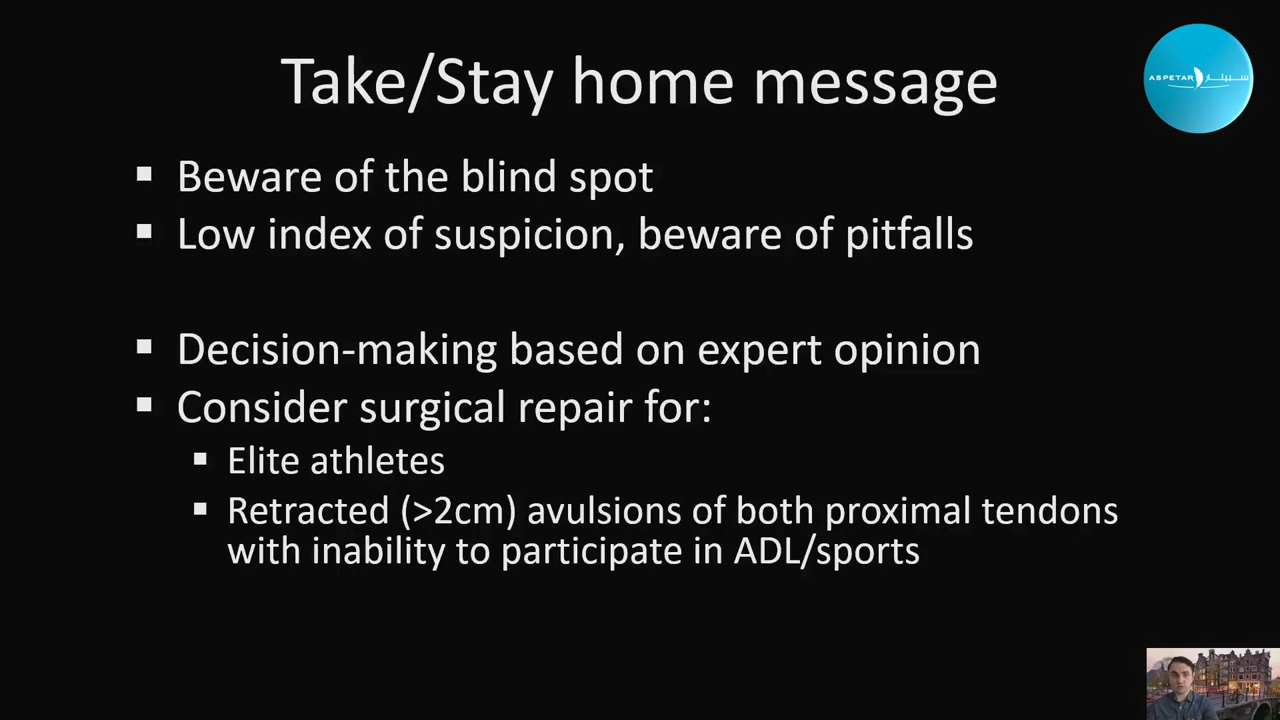 Take/Stay home message
ASPETAR سبيتار
▪ Beware of the blind spot
▪ Low index of suspicion, beware of pitfalls
▪ Decision-making based on expert opinion
▪ Consider surgical repair for:
▪ Elite athletes
▪ Retracted (>2cm) avulsions of both proximal tendons
with inability to participate in ADL/sports